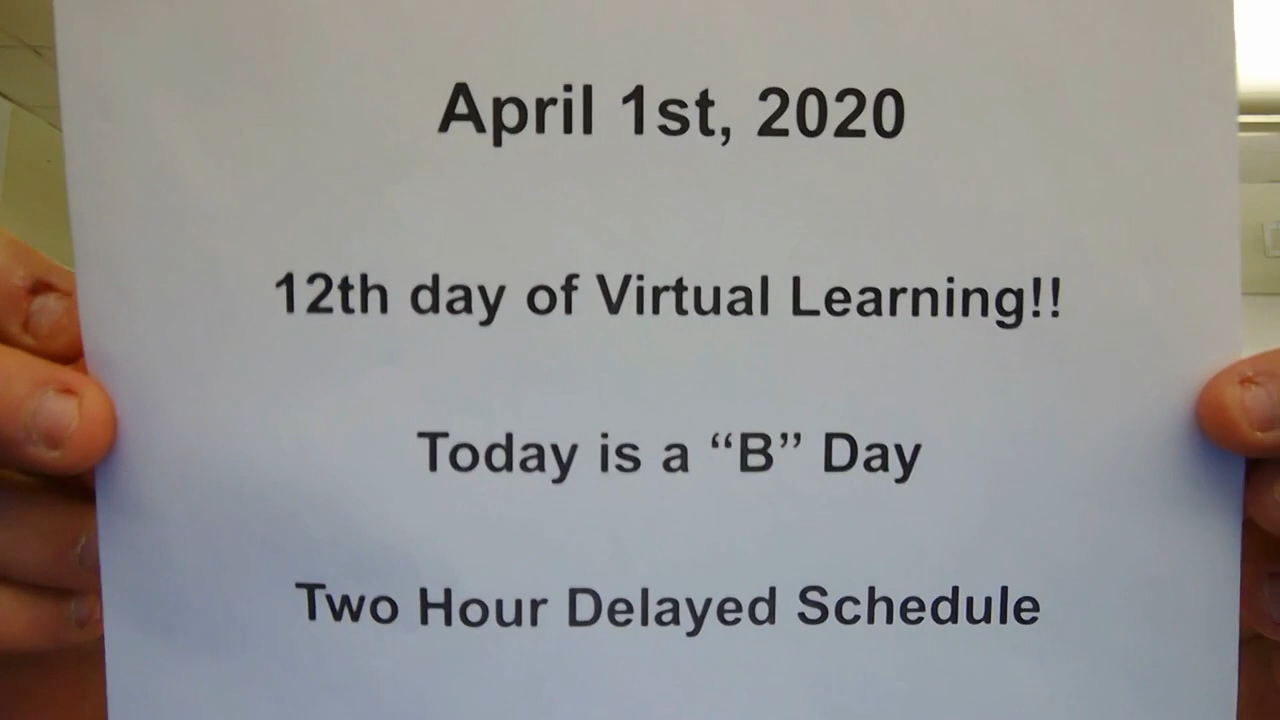 April 1st, 2020
12th day of Virtual Learning!!
Today is a “B” Day
Two Hour Delayed Schedule